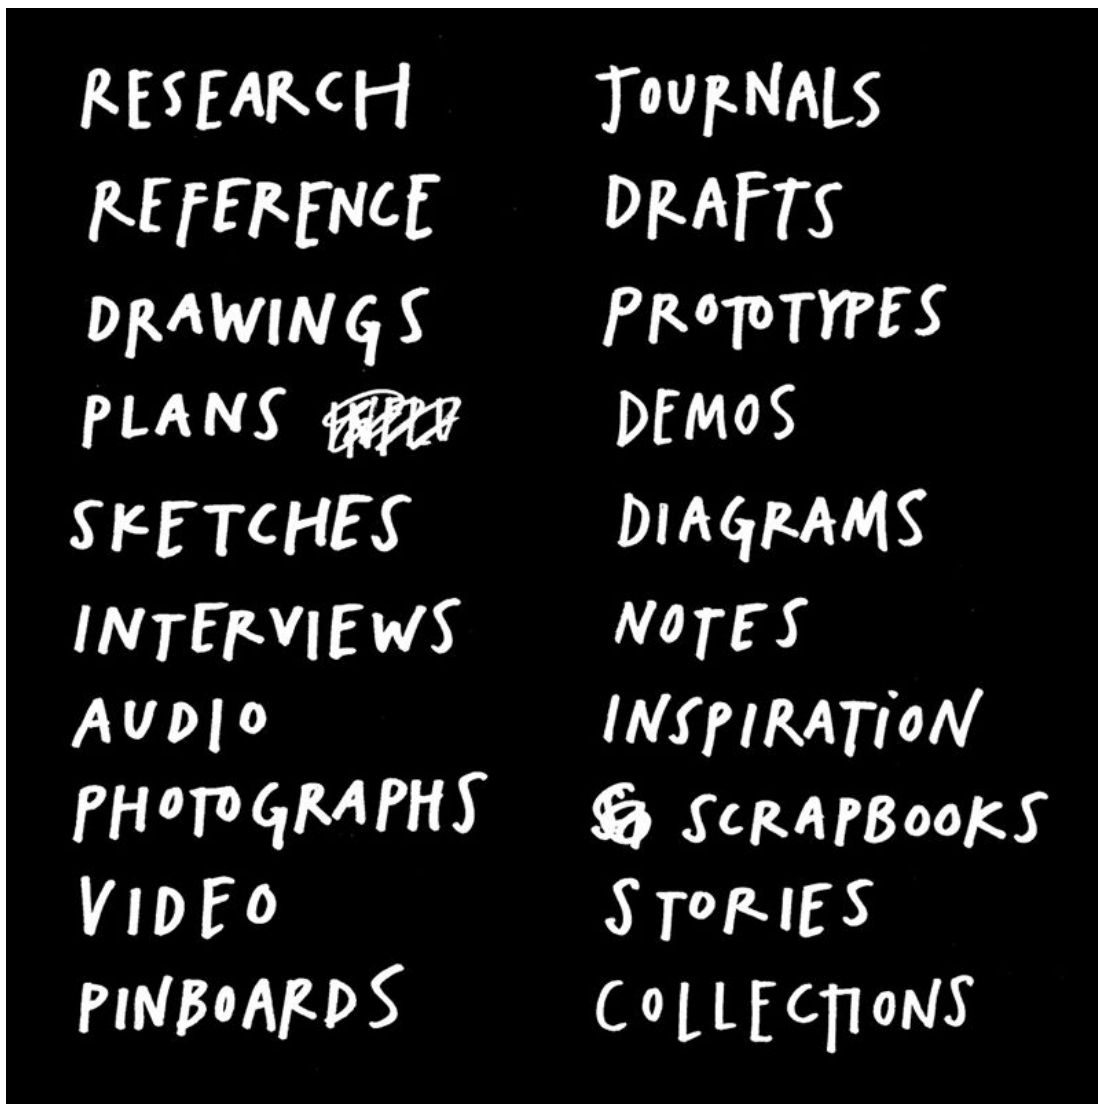 RESEARCH
REFERENCE
DRAWINGS
PLANS
SKETCHES
INTERVIEWS
AUDIO
PHOTOGRAPHS
VIDEO
PINBOARDS
JOURNALS
DRAFTS
PROTOTYPES
DEMOS
DIAGRAMS
NOTES
INSPIRATION
SCRAPBOOKS
STORIES
COLLECTIONS